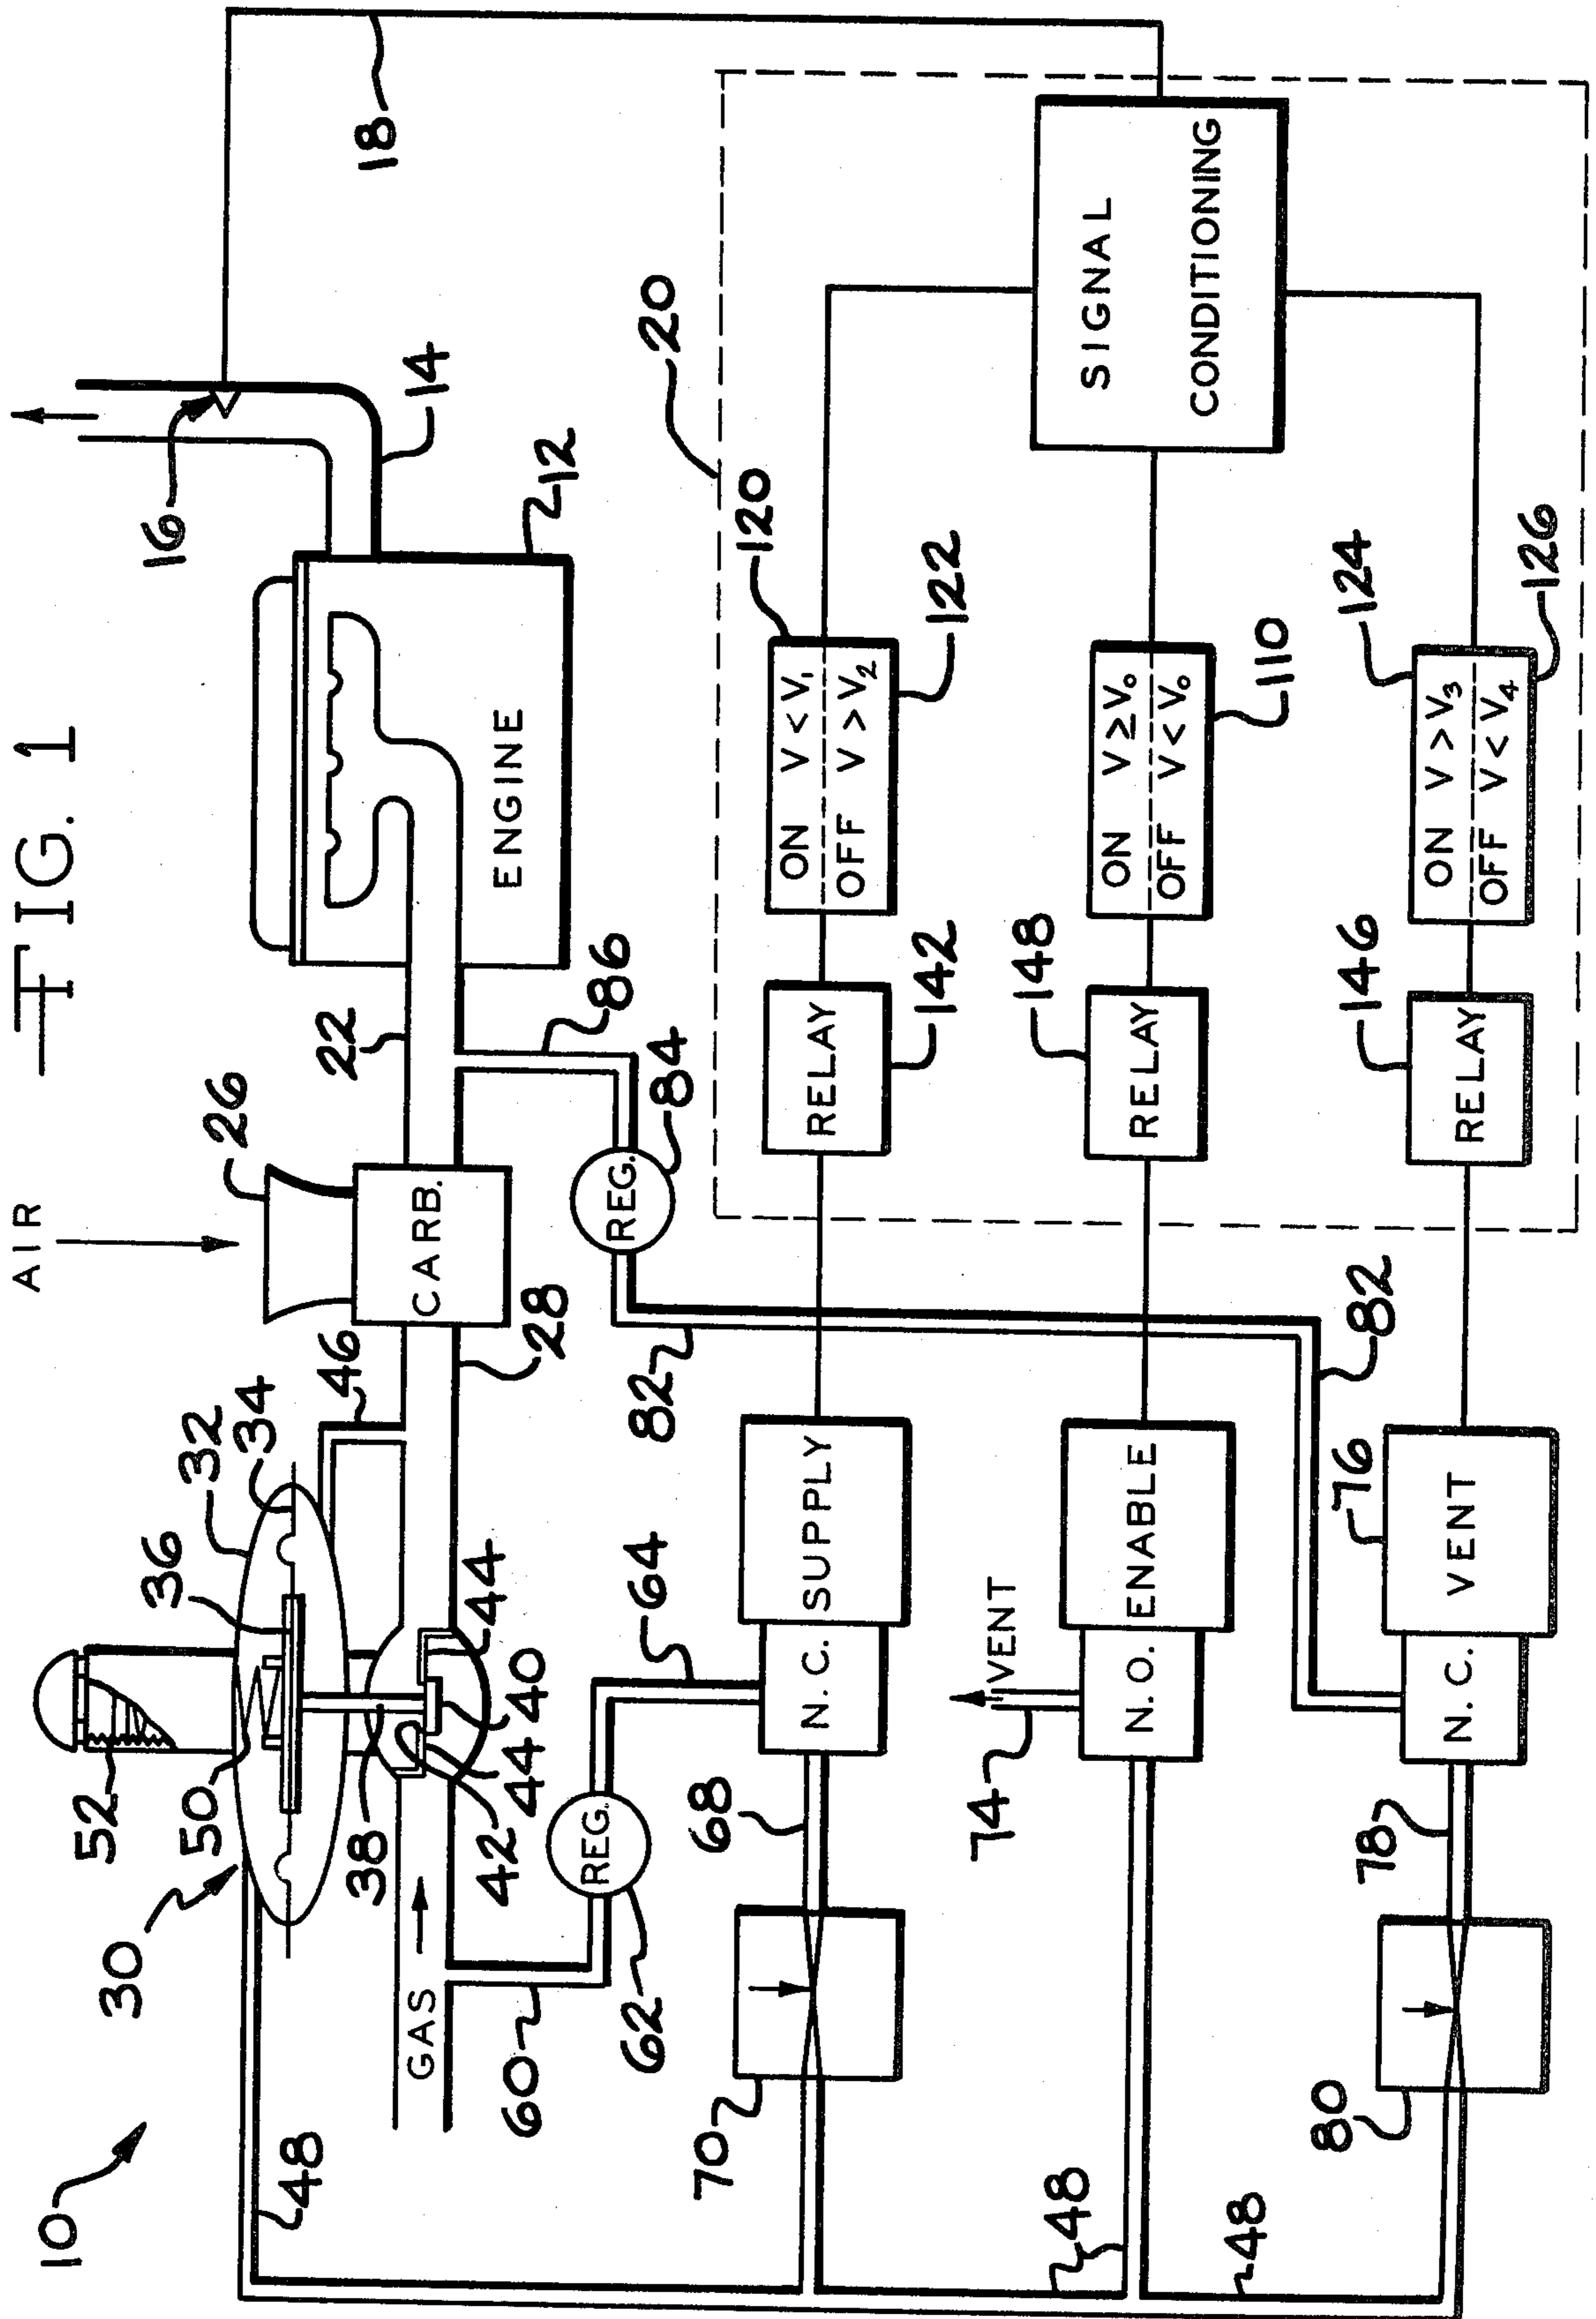 FIG. 1
AIR
10
30
52
50
36
32
34
46
26
22
16
14
18
48
GAS
38
42
44
40
44
28
CARB.
86
ENGINE
12
60
62
REG.
64
82
REG.
84
20
70
68
N.C.
SUPPLY
RELAY
142
ON V < V₁
OFF V > V₂
120
122
SIGNAL
CONDITIONING
48
74
VENT
N.O.
ENABLE
RELAY
148
ON V ≥ V₀
OFF V < V₀
110
48
80
78
N.C.
VENT
76
82
RELAY
146
ON V > V₃
OFF V < V₄
124
126